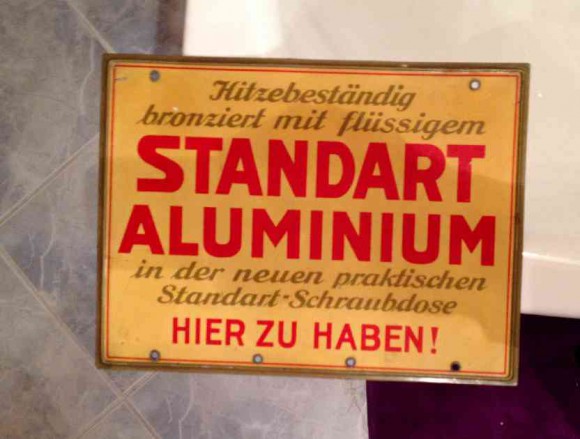 Hitzebeständig
bronziert mit flüssigem
STANDART
ALUMINIUM
in der neuen praktischen
Standart-Schraubdose
HIER ZU HABEN!